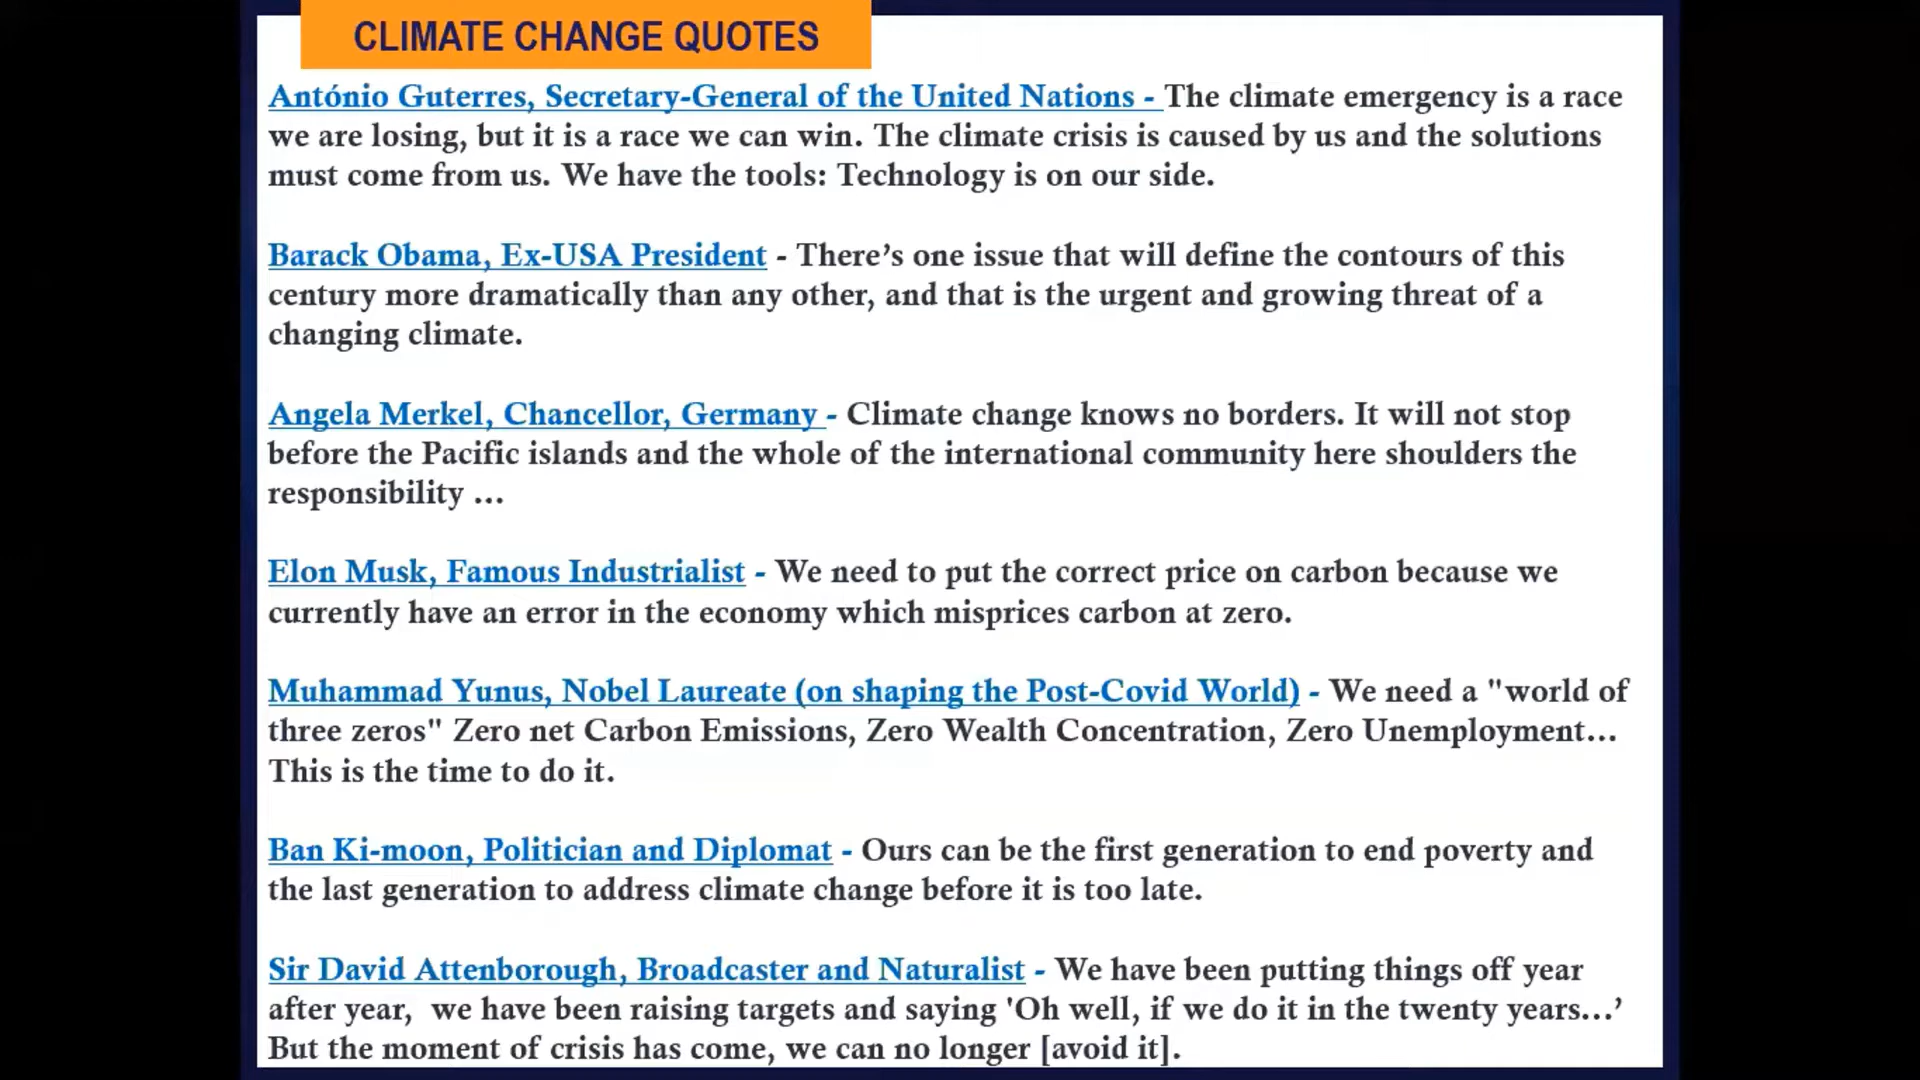 CLIMATE CHANGE QUOTES
António Guterres, Secretary-General of the United Nations - The climate emergency is a race
we are losing, but it is a race we can win. The climate crisis is caused by us and the solutions
must come from us. We have the tools: Technology is on our side.
Barack Obama, Ex-USA President - There’s one issue that will define the contours of this
century more dramatically than any other, and that is the urgent and growing threat of a
changing climate.
Angela Merkel, Chancellor, Germany - Climate change knows no borders. It will not stop
before the Pacific islands and the whole of the international community here shoulders the
responsibility …
Elon Musk, Famous Industrialist - We need to put the correct price on carbon because we
currently have an error in the economy which misprices carbon at zero.
Muhammad Yunus, Nobel Laureate (on shaping the Post-Covid World) - We need a "world of
three zeros" Zero net Carbon Emissions, Zero Wealth Concentration, Zero Unemployment…
This is the time to do it.
Ban Ki-moon, Politician and Diplomat - Ours can be the first generation to end poverty and
the last generation to address climate change before it is too late.
Sir David Attenborough, Broadcaster and Naturalist - We have been putting things off year
after year,  we have been raising targets and saying 'Oh well, if we do it in the twenty years…’
But the moment of crisis has come, we can no longer [avoid it].